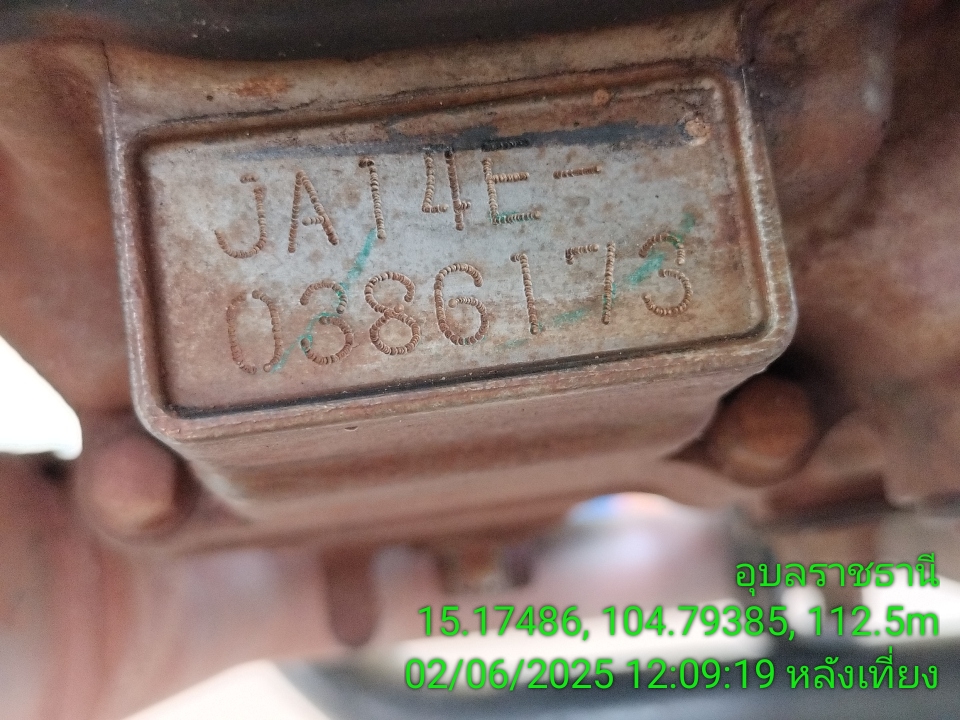 JA14E-
0386173
อุบลราชธานี
15.17486, 104.79385, 112.5m
02/06/2025 12:09:19 หลังเที่ยง